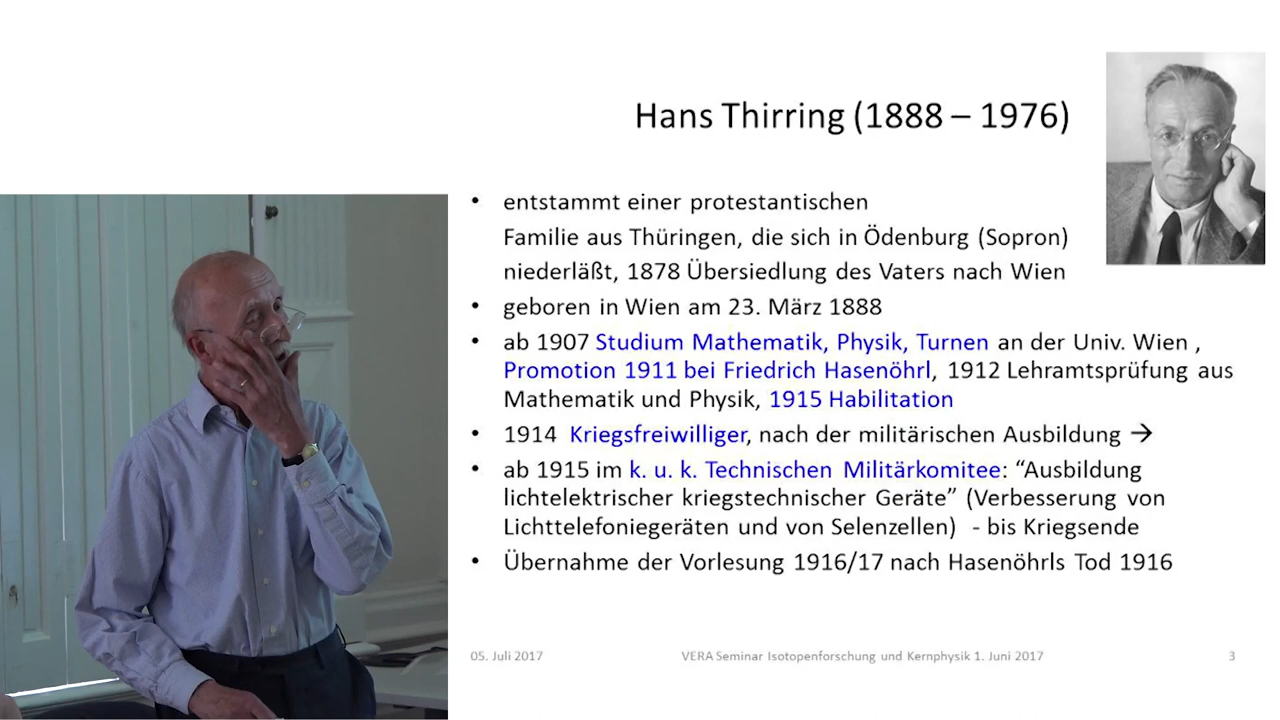 Hans Thirring (1888 – 1976)
• entstammt einer protestantischen
Familie aus Thüringen, die sich in Ödenburg (Sopron)
niederläßt, 1878 Übersiedlung des Vaters nach Wien
• geboren in Wien am 23. März 1888
• ab 1907 Studium Mathematik, Physik, Turnen an der Univ. Wien ,
Promotion 1911 bei Friedrich Hasenöhrl, 1912 Lehramtsprüfung aus
Mathematik und Physik, 1915 Habilitation
• 1914 Kriegsfreiwilliger, nach der militärischen Ausbildung →
• ab 1915 im k. u. k. Technischen Militärkomitee: “Ausbildung
lichtelektrischer kriegstechnischer Geräte” (Verbesserung von
Lichttelefoniegeräten und von Selenzellen) - bis Kriegsende
• Übernahme der Vorlesung 1916/17 nach Hasenöhrls Tod 1916
05. Juli 2017 VERA Seminar Isotopenforschung und Kernphysik 1. Juni 2017 3